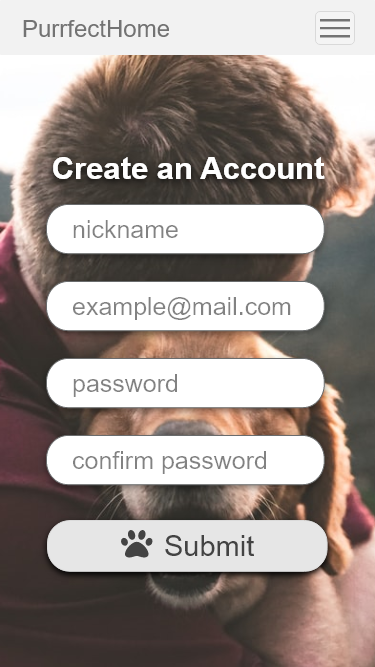 PurrfectHome
Create an Account
nickname
example@mail.com
password
confirm password
Submit